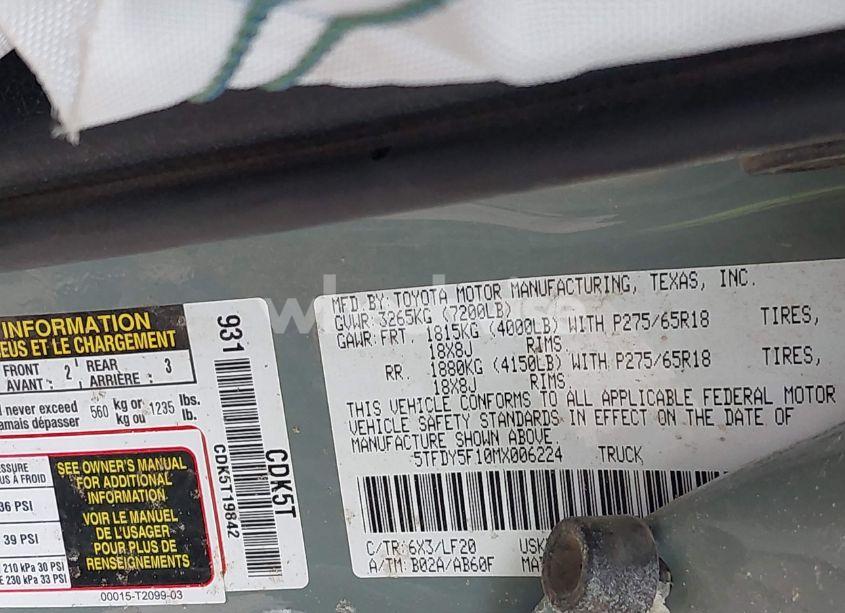 INFORMATION
EUS ET LE CHARGEMENT
FRONT
AVANT : 2
REAR
ARRIÈRE : 3
never exceed
amais dépasser
560
kg or
kg ou
1235
lbs.
lb.
ESSURE
US À FROID
36 PSI
39 PSI
210 kPa 30 PSI
E 230 kPa 33 PSI
SEE OWNER'S MANUAL
FOR ADDITIONAL
INFORMATION
VOIR LE MANUEL
DE L'USAGER
POUR PLUS DE
RENSEIGNEMENTS
00015-T2099-03
931
CDK5T19842
CDK5T
MFD BY: TOYOTA MOTOR MANUFACTURING, TEXAS, INC.
GVWR: 3265KG (7200LB)
GAWR: FRT. 1815KG (4000LB) WITH P275/65R18 TIRES,
18X8J RIMS
RR 1880KG (4150LB) WITH P275/65R18 TIRES,
18X8J RIMS
THIS VEHICLE CONFORMS TO ALL APPLICABLE FEDERAL MOTOR
VEHICLE SAFETY STANDARDS IN EFFECT ON THE DATE OF
MANUFACTURE SHOWN ABOVE.
5TFDY5F10MX006224 TRUCK
C/TR: 6X3/LF20 USK
A/TM: B02A/AB60F